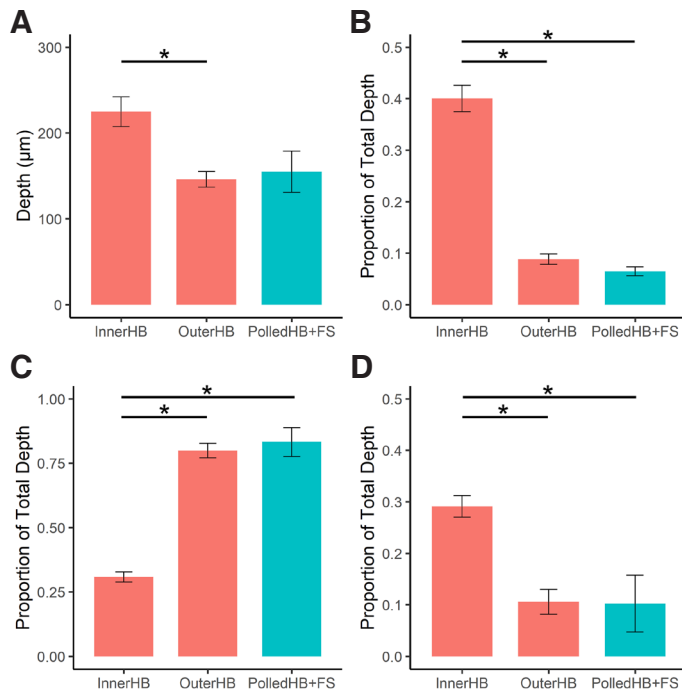 A
Depth (μm)
300
200
100
0
*
InnerHB OuterHB PolledHB+FS
B
Proportion of Total Depth
0.5
0.4
0.3
0.2
0.1
0.0
*
*
InnerHB OuterHB PolledHB+FS
C
Proportion of Total Depth
1.00
0.75
0.50
0.25
0.00
*
*
InnerHB OuterHB PolledHB+FS
D
Proportion of Total Depth
0.5
0.4
0.3
0.2
0.1
0.0
*
*
InnerHB OuterHB PolledHB+FS